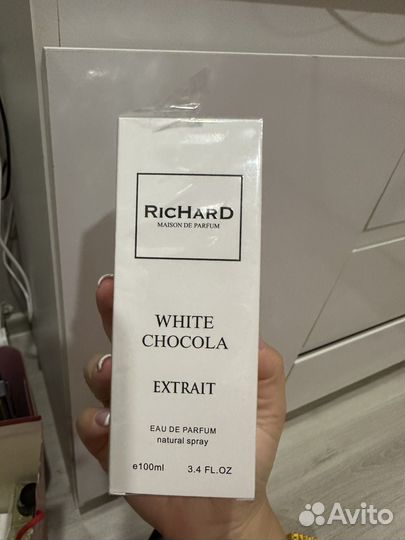 RicHarD
MAISON DE PARFUM
WHITE
CHOCOLA
EXTRAIT
EAU DE PARFUM
natural spray
e100ml 3.4 FL.OZ
Avito